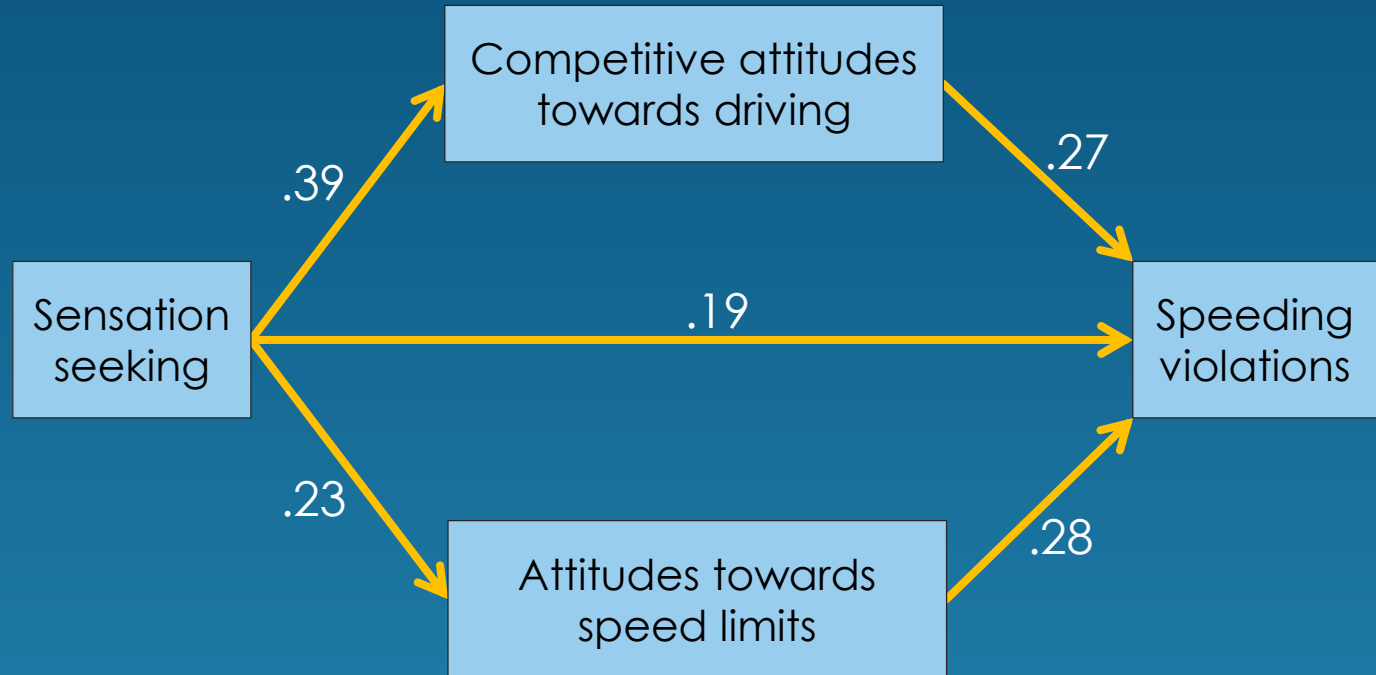 Competitive attitudes
towards driving
.39
.27
Sensation
seeking
.19
Speeding
violations
.23
.28
Attitudes towards
speed limits